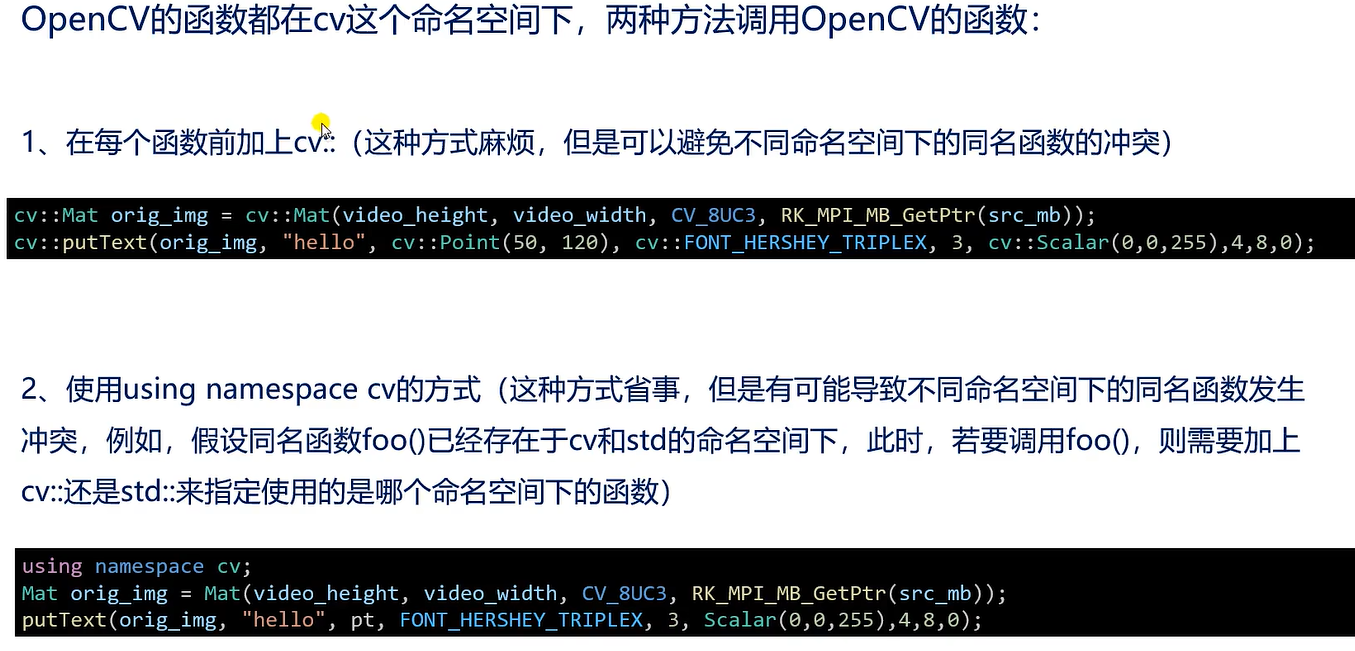 OpenCV的函数都在cv这个命名空间下，两种方法调用OpenCV的函数：
1、在每个函数前加上cv::（这种方式麻烦，但是可以避免不同命名空间下的同名函数的冲突）
cv::Mat orig_img = cv::Mat(video_height, video_width, CV_8UC3, RK_MPI_MB_GetPtr(src_mb));
cv::putText(orig_img, "hello", cv::Point(50, 120), cv::FONT_HERSHEY_TRIPLEX, 3, cv::Scalar(0,0,255),4,8,0);
2、使用using namespace cv的方式（这种方式省事，但是有可能导致不同命名空间下的同名函数发生
冲突，例如，假设同名函数foo()已经存在于cv和std的命名空间下，此时，若要调用foo()，则需要加上
cv::还是std::来指定使用的是哪个命名空间下的函数）
using namespace cv;
Mat orig_img = Mat(video_height, video_width, CV_8UC3, RK_MPI_MB_GetPtr(src_mb));
putText(orig_img, "hello", pt, FONT_HERSHEY_TRIPLEX, 3, Scalar(0,0,255),4,8,0);